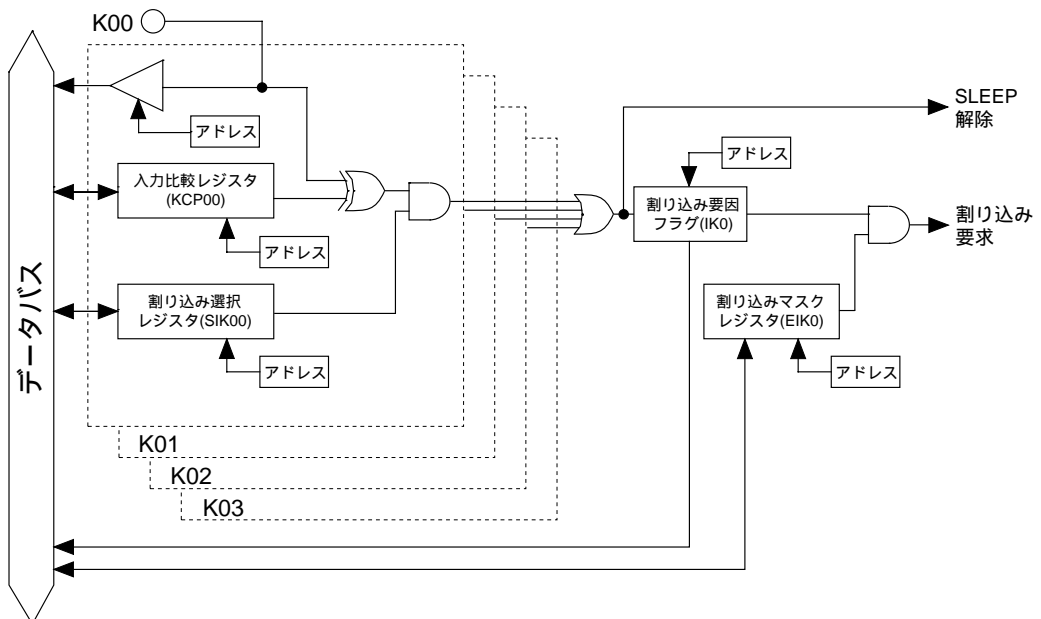 K00
アドレス
入力比較レジスタ
(KCP00)
アドレス
割り込み選択
レジスタ(SIK00)
アドレス
データバス
K01
K02
K03
SLEEP
解除
アドレス
割り込み要因
フラグ(IK0)
割り込み
要求
割り込みマスク
レジスタ(EIK0)
アドレス